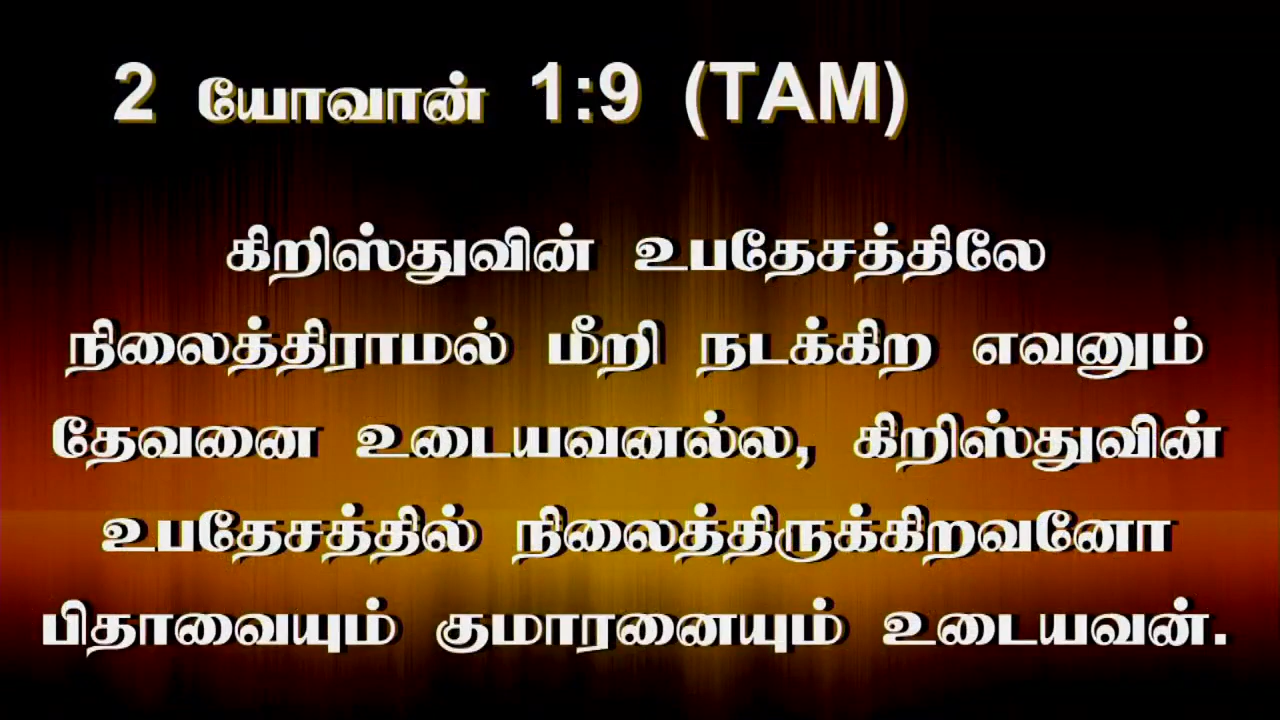 2 யோவான் 1:9 (TAM)
கிறிஸ்துவின் உபதேசத்திலே
நிலைத்திராமல் மீறி நடக்கிற எவனும்
தேவனை உடையவனல்ல, கிறிஸ்துவின்
உபதேசத்தில் நிலைத்திருக்கிறவனோ
பிதாவையும் குமாரனையும் உடையவன்.